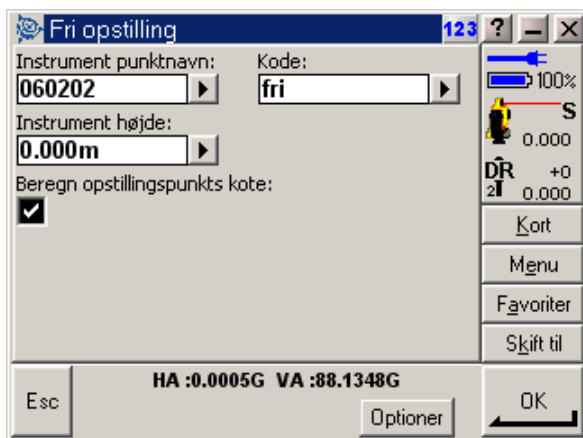 Fri opstilling 123 ?
Instrument punktnavn: Kode:
060202 fri
100%
Instrument højde:
S
0.000
0.000m
Beregn opstillingspunkts kote:
DR +0
2 0.000
Kort
Menu
Favoriter
Skift til
HA :0.0005G VA :88.1348G
Esc Optioner OK